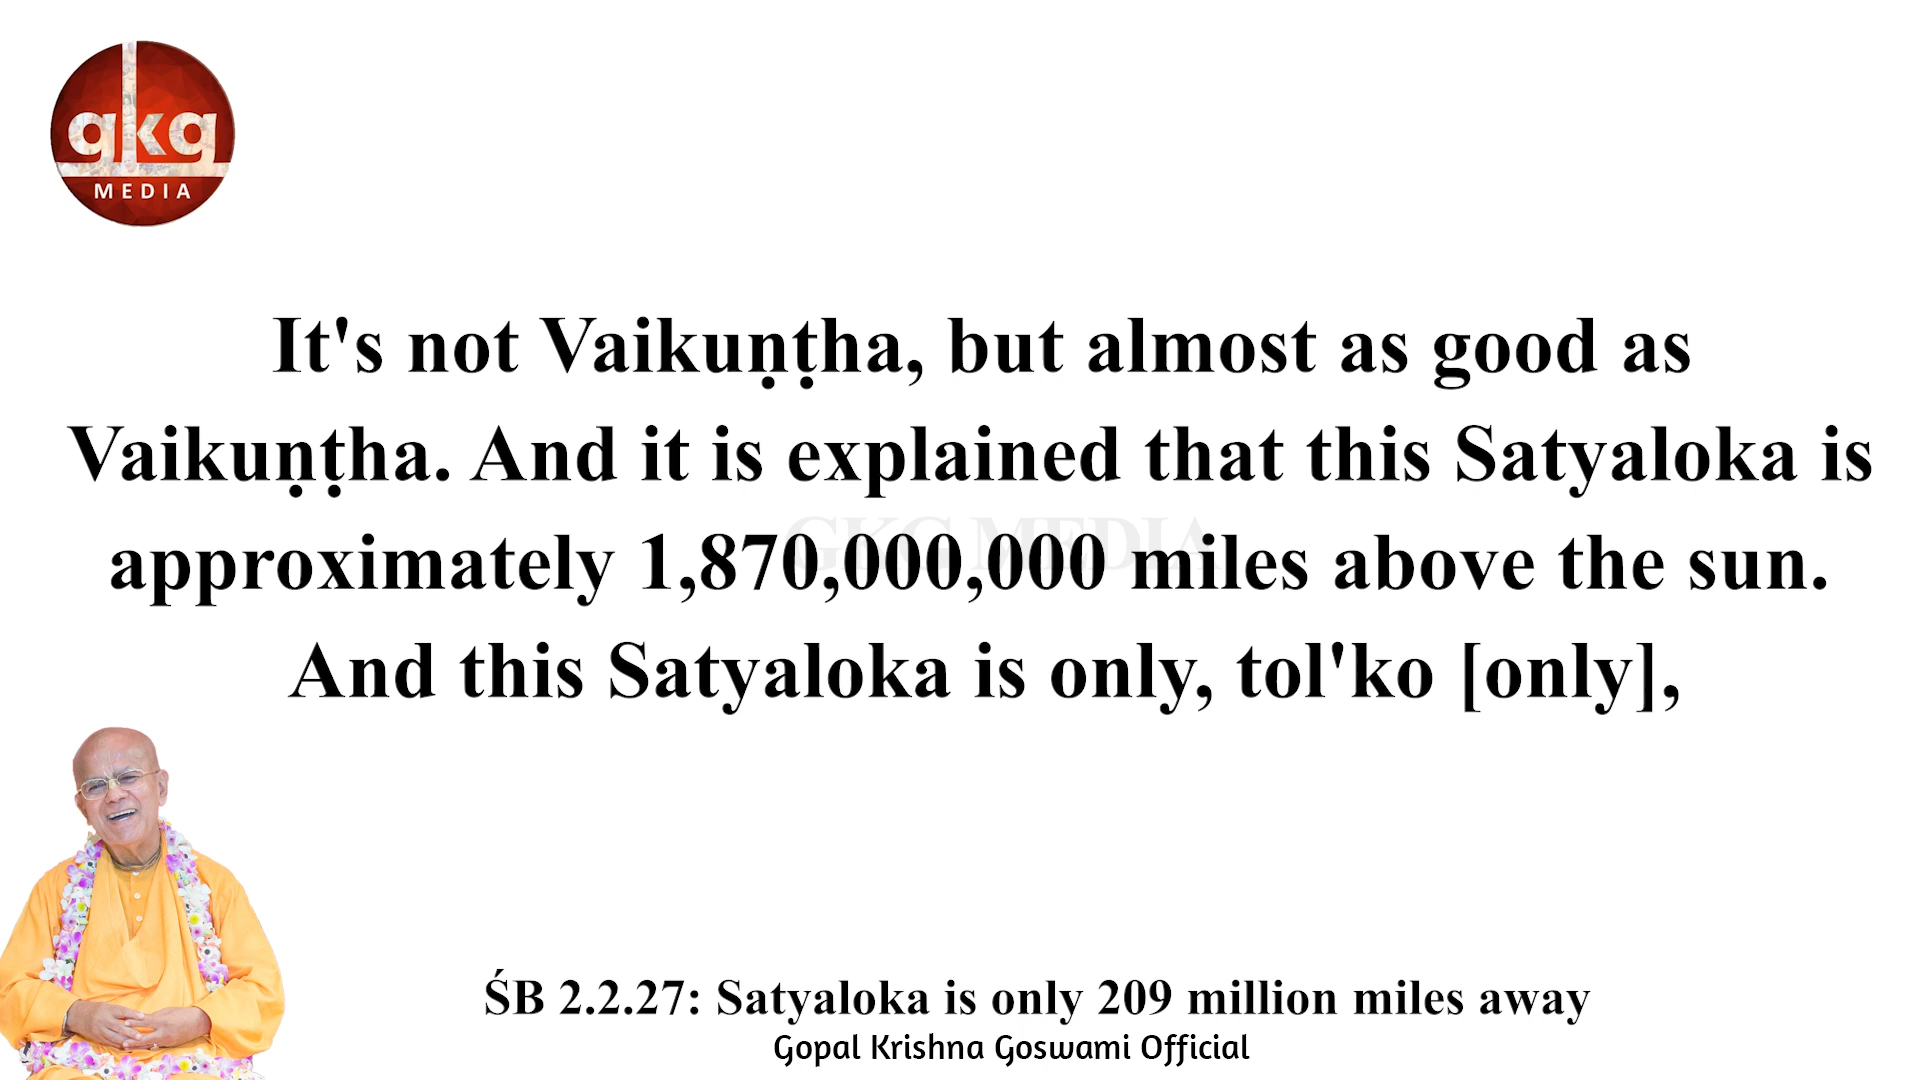 gkg
MEDIA
It's not Vaikuṇṭha, but almost as good as
Vaikuṇṭha. And it is explained that this Satyaloka is
GKG MEDIA
approximately 1,870,000,000 miles above the sun.
And this Satyaloka is only, tol'ko [only],
ŚB 2.2.27: Satyaloka is only 209 million miles away
Gopal Krishna Goswami Official